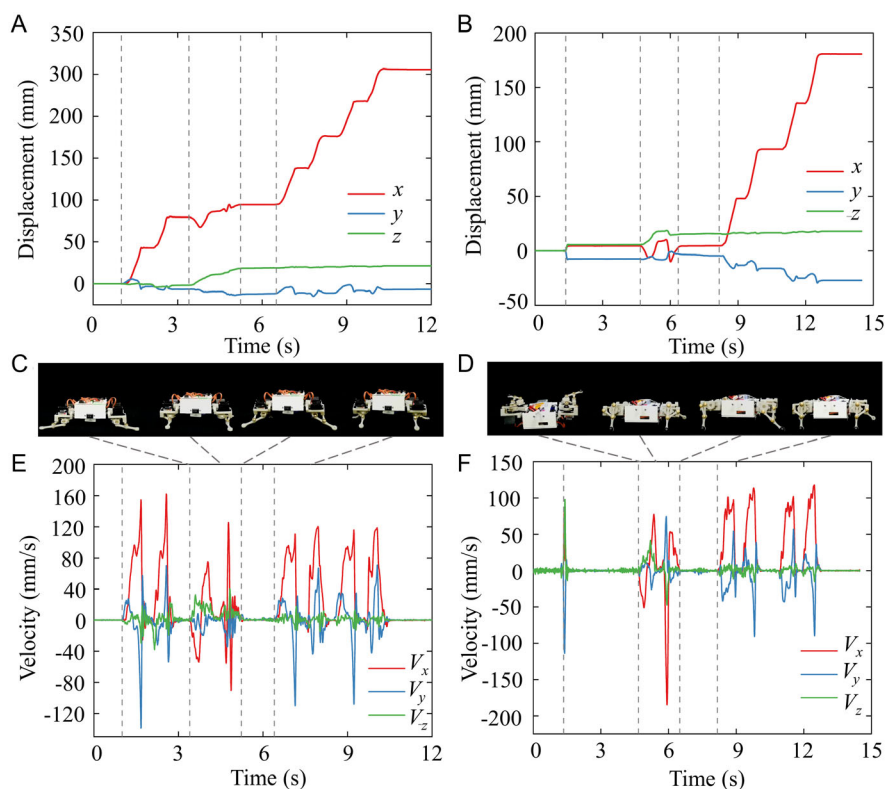 A
Displacement (mm)
300
350
200
150
100
50
0
x
y
z
0 3 6 9 12
Time (s)
B
Displacement (mm)
200
150
100
50
0
-50
x
y
z
0 3 6 9 12 15
Time (s)
C
D
E
Velocity (mm/s)
200
160
120
80
40
0
-40
-80
-120
Vx
Vy
Vz
0 3 6 9 12
Time (s)
F
Velocity (mm/s)
150
100
50
0
-50
-100
-150
-200
Vx
Vy
Vz
0 3 6 9 12 15
Time (s)